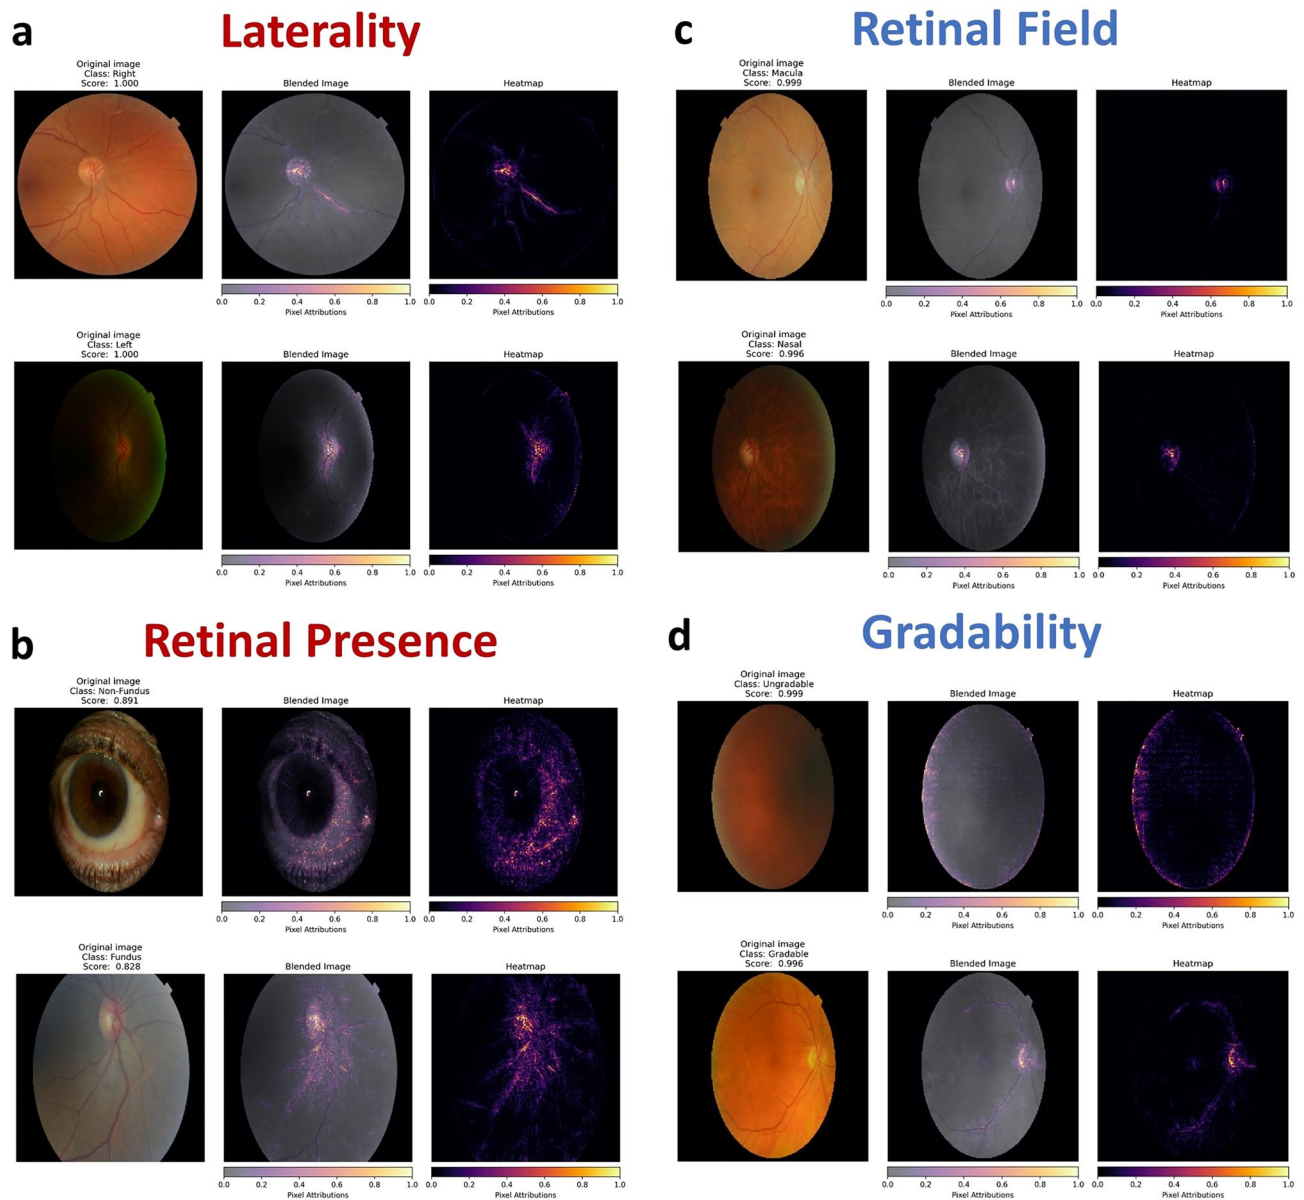 a
Laterality
Original image
Class: Right
Score: 1.000
Blended Image
Heatmap
0.0 0.2 0.4 0.6 0.8 1.0
Pixel Attributions
0.0 0.2 0.4 0.6 0.8 1.0
Pixel Attributions
Original image
Class: Left
Score: 1.000
Blended Image
Heatmap
0.0 0.2 0.4 0.6 0.8 1.0
Pixel Attributions
0.0 0.2 0.4 0.6 0.8 1.0
Pixel Attributions
b
Retinal Presence
Original image
Class: Non-Fundus
Score: 0.891
Blended Image
Heatmap
0.0 0.2 0.4 0.6 0.8 1.0
Pixel Attributions
0.0 0.2 0.4 0.6 0.8 1.0
Pixel Attributions
Original image
Class: Fundus
Score: 0.828
Blended Image
Heatmap
0.0 0.2 0.4 0.6 0.8 1.0
Pixel Attributions
0.0 0.2 0.4 0.6 0.8 1.0
Pixel Attributions
c
Retinal Field
Original image
Class: Macula
Score: 0.999
Blended Image
Heatmap
0.0 0.2 0.4 0.6 0.8 1.0
Pixel Attributions
0.0 0.2 0.4 0.6 0.8 1.0
Pixel Attributions
Original image
Class: Nasal
Score: 0.996
Blended Image
Heatmap
0.0 0.2 0.4 0.6 0.8 1.0
Pixel Attributions
0.0 0.2 0.4 0.6 0.8 1.0
Pixel Attributions
d
Gradability
Original image
Class: Ungradable
Score: 0.999
Blended Image
Heatmap
0.0 0.2 0.4 0.6 0.8 1.0
Pixel Attributions
0.0 0.2 0.4 0.6 0.8 1.0
Pixel Attributions
Original image
Class: Gradable
Score: 0.996
Blended Image
Heatmap
0.0 0.2 0.4 0.6 0.8 1.0
Pixel Attributions
0.0 0.2 0.4 0.6 0.8 1.0
Pixel Attributions